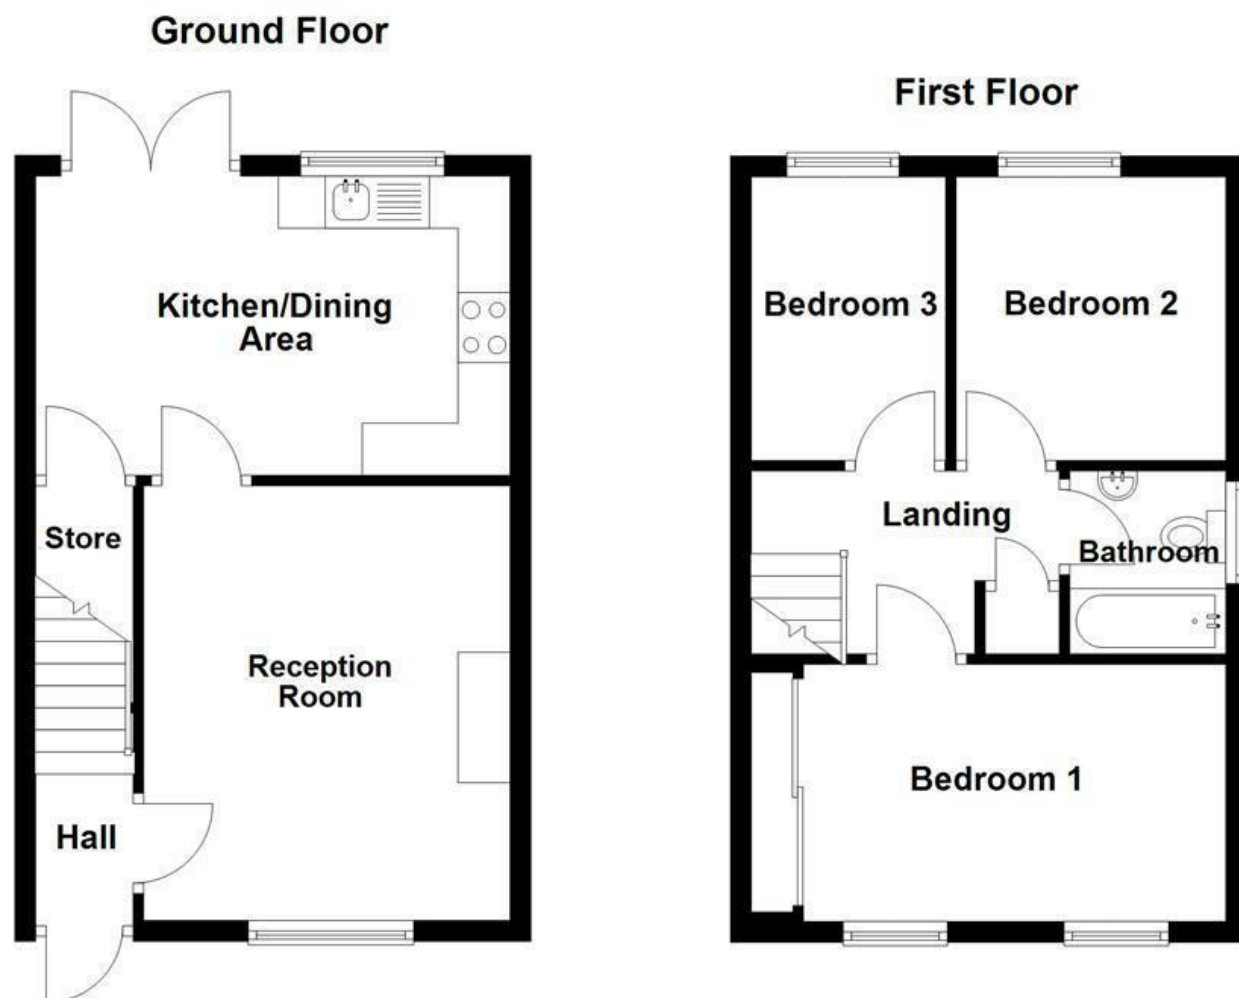 Ground Floor
Kitchen/Dining
Area
Store
Reception
Room
Hall
First Floor
Bedroom 3
Bedroom 2
Landing
Bathroom
Bedroom 1